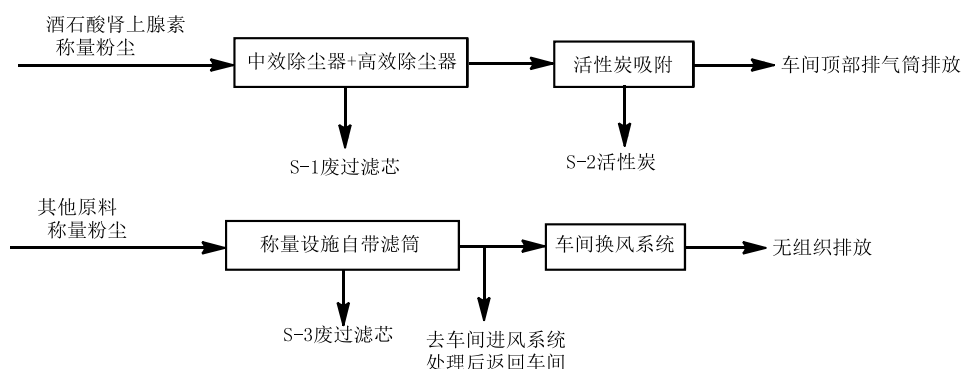 酒石酸肾上腺素
称量粉尘
中效除尘器+高效除尘器
活性炭吸附
车间顶部排气筒排放
S-1废过滤芯
S-2活性炭
其他原料
称量粉尘
称量设施自带滤筒
车间换风系统
无组织排放
S-3废过滤芯
去车间进风系统
处理后返回车间